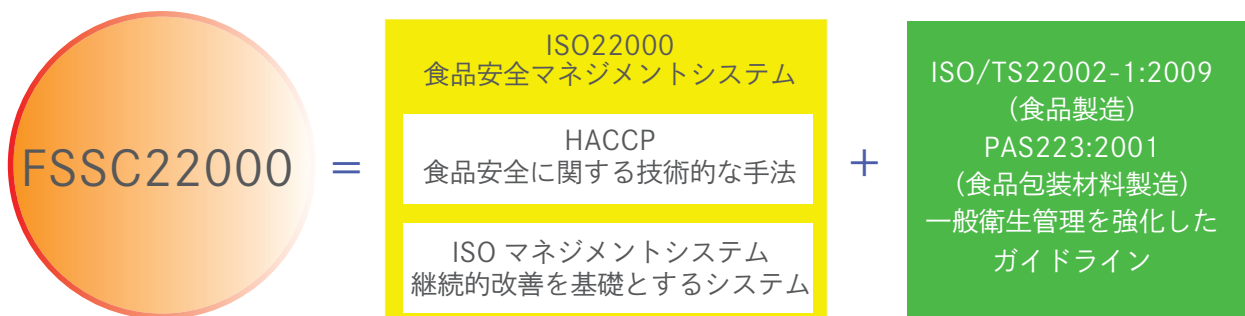 FSSC22000
=
ISO22000
食品安全マネジメントシステム
HACCP
食品安全に関する技術的な手法
ISO マネジメントシステム
継続的改善を基礎とするシステム
+
ISO/TS22002-1:2009
(食品製造)
PAS223:2001
(食品包装材料製造)
一般衛生管理を強化した
ガイドライン